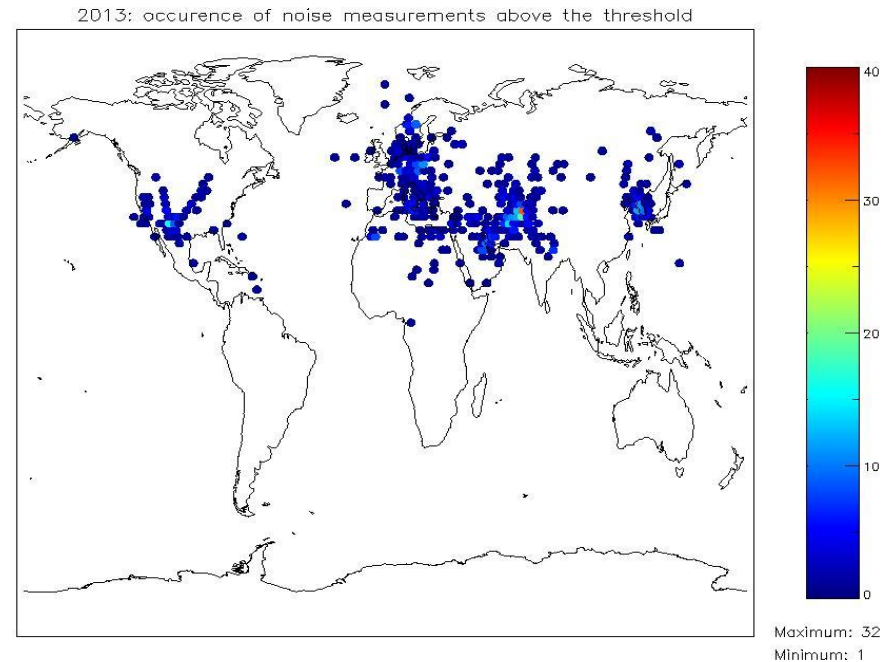 2013: occurence of noise measurements above the threshold
40
30
20
10
0
Maximum: 32
Minimum: 1